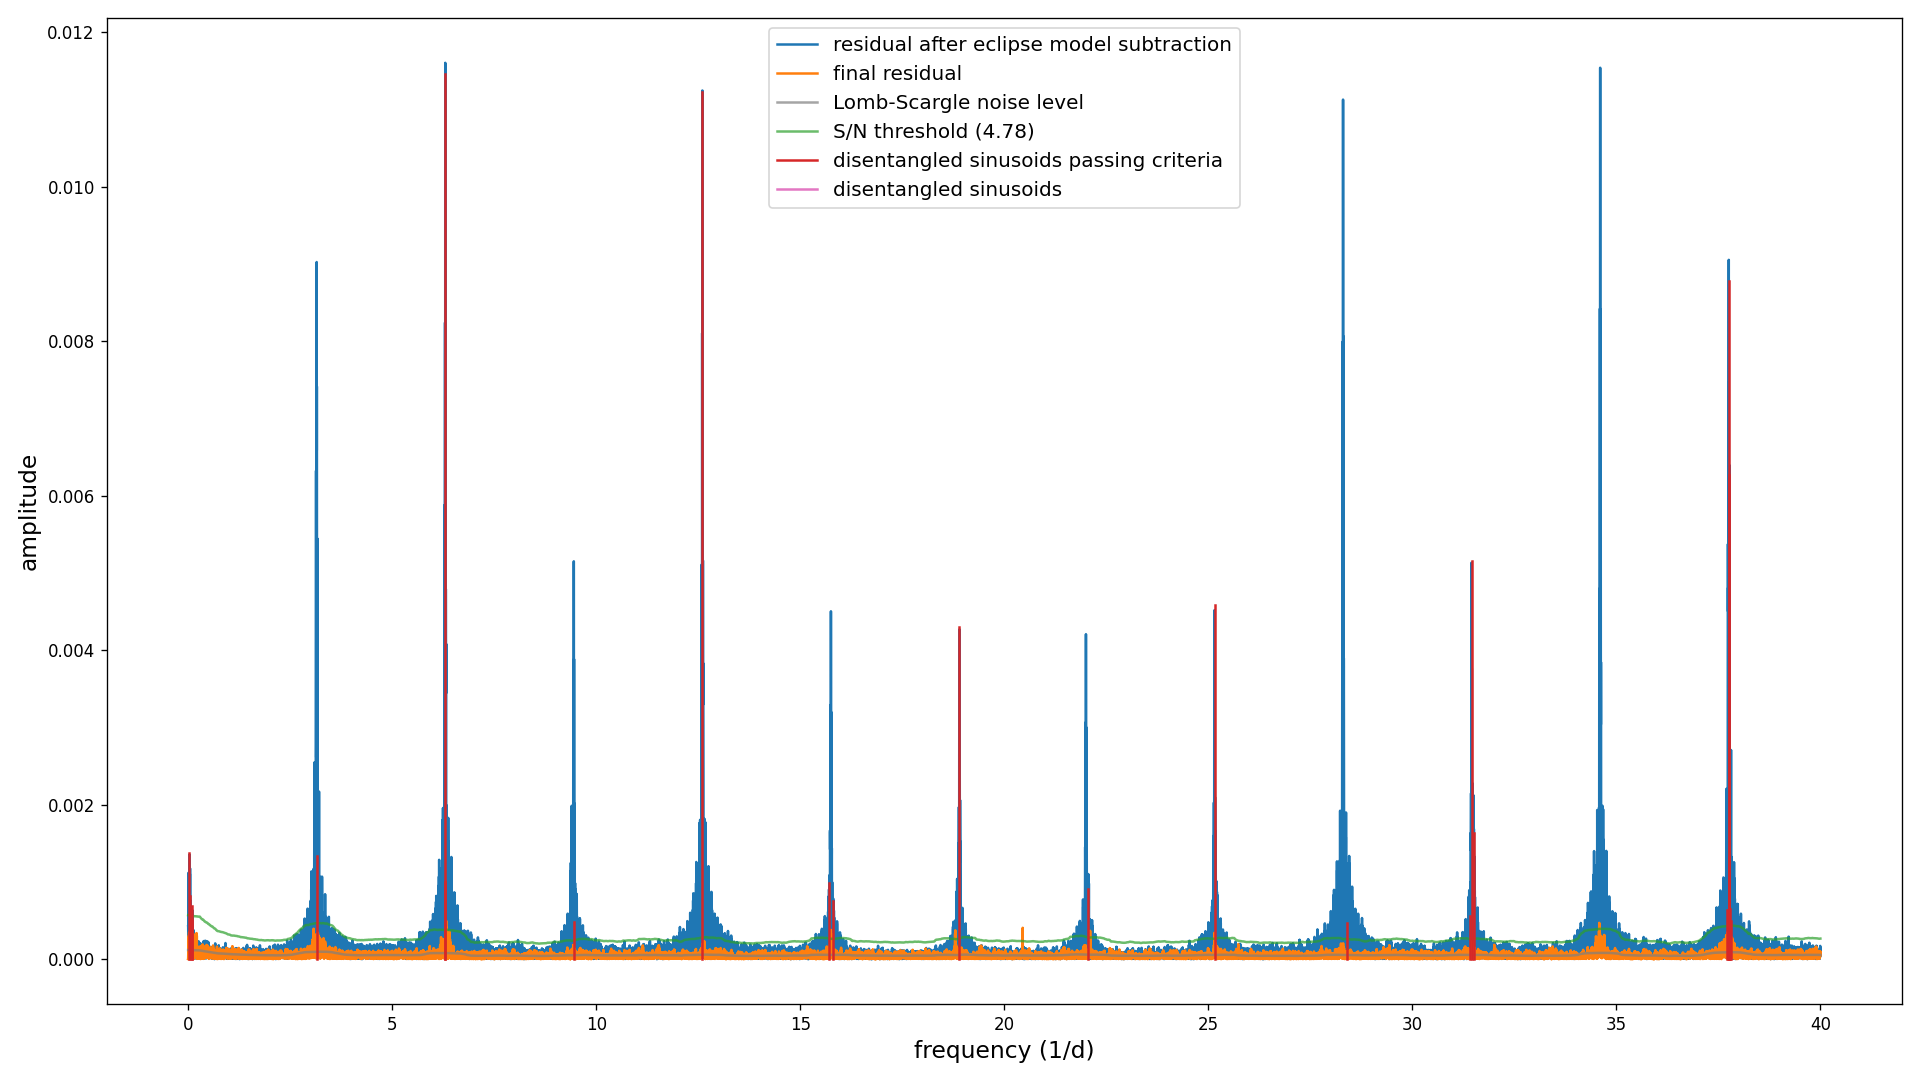 residual after eclipse model subtraction
final residual
Lomb-Scargle noise level
S/N threshold (4.78)
disentangled sinusoids passing criteria
disentangled sinusoids
amplitude
0.012
0.010
0.008
0.006
0.004
0.002
0.000
0 5 10 15 20 25 30 35 40
frequency (1/d)